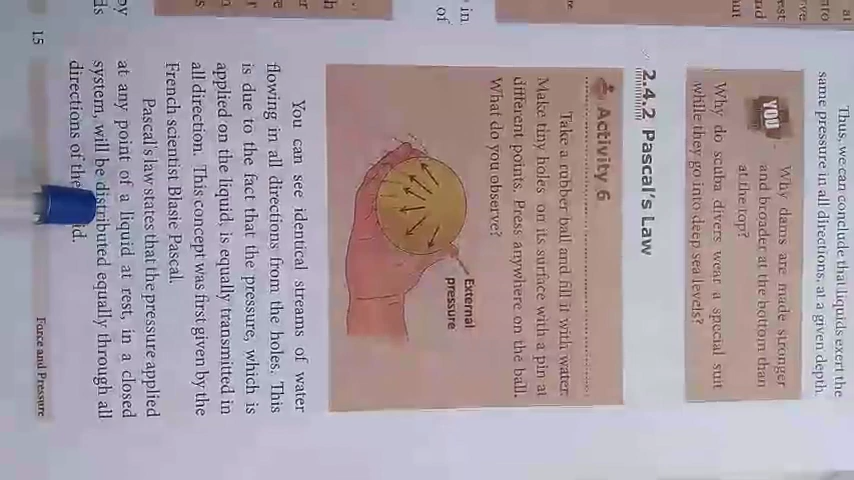 Thus, we can conclude that liquids exert the
same pressure in all directions, at a given depth.
YOU
Why dams are made stronger
and broader at the bottom than
at the top?
Why do scuba divers wear a special suit
while they go into deep sea levels?
2.4.2 Pascal's Law
Activity 6
Take a rubber ball and fill it with water.
Make tiny holes on its surface with a pin at
different points. Press anywhere on the ball.
What do you observe?
External
pressure
You can see identical streams of water
flowing in all directions from the holes. This
is due to the fact that the pressure, which is
applied on the liquid, is equally transmitted in
all direction. This concept was first given by the
French scientist Blasie Pascal.
Pascal's law states that the pressure applied
at any point of a liquid at rest, in a closed
system, will be distributed equally through all
directions of the
15
Force and Pressure